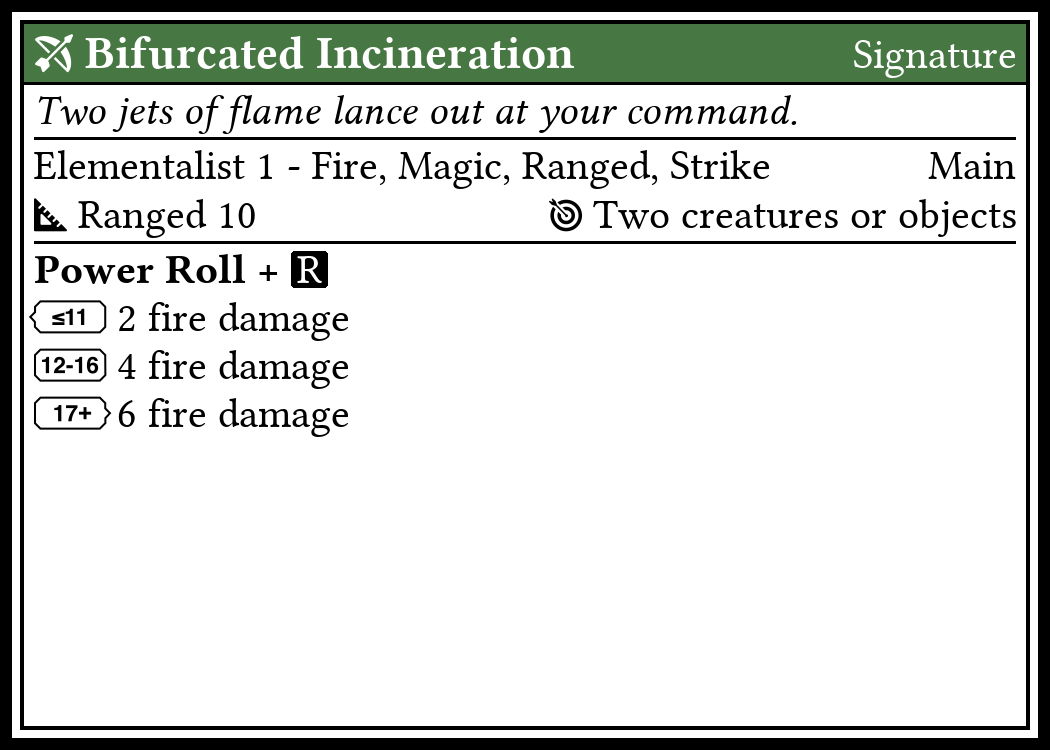 Bifurcated Incineration Signature
Two jets of flame lance out at your command.
Elementalist 1 - Fire, Magic, Ranged, Strike Main
Ranged 10 Two creatures or objects
Power Roll + R
≤11 2 fire damage
12-16 4 fire damage
17+ 6 fire damage